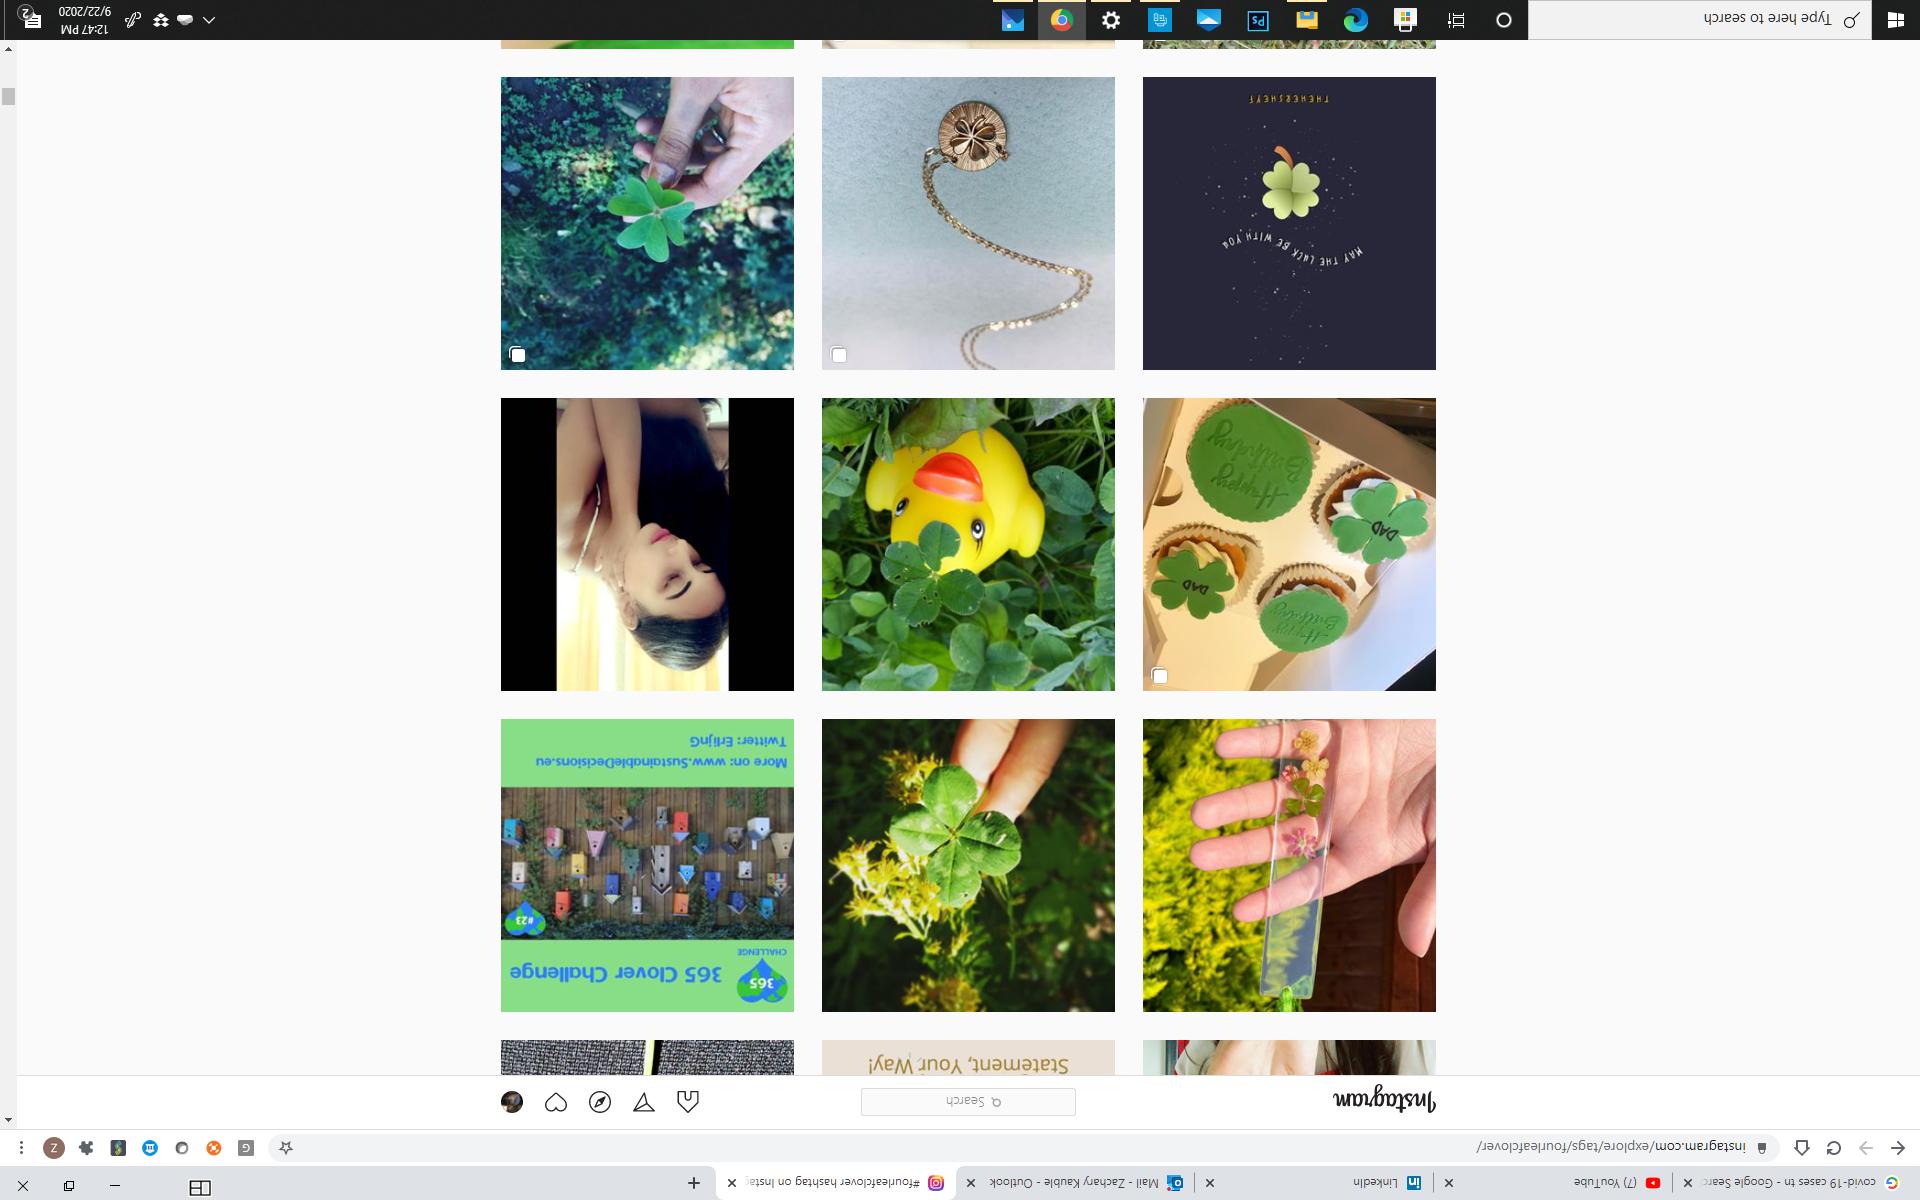 covid-19 cases tn - Google Searc
(7) YouTube
LinkedIn
Mail - Zachary Kauble - Outlook
#fourleafclover hashtag on Insta
instagram.com/explore/tags/fourleafclover/
G
Z
Instagram
Search
Statement, Your Way!
365
CHALLENGE
365 Clover Challenge
#23
More on: www.SustainableDecisions.eu
Twitter: ErlijnG
Happy
Birthday
DAD
DAD
Happy
Birthday
MAY THE LUCK BE WITH YOU
THEHERSHEY
Type here to search
Ps
12:47 PM
9/22/2020
2